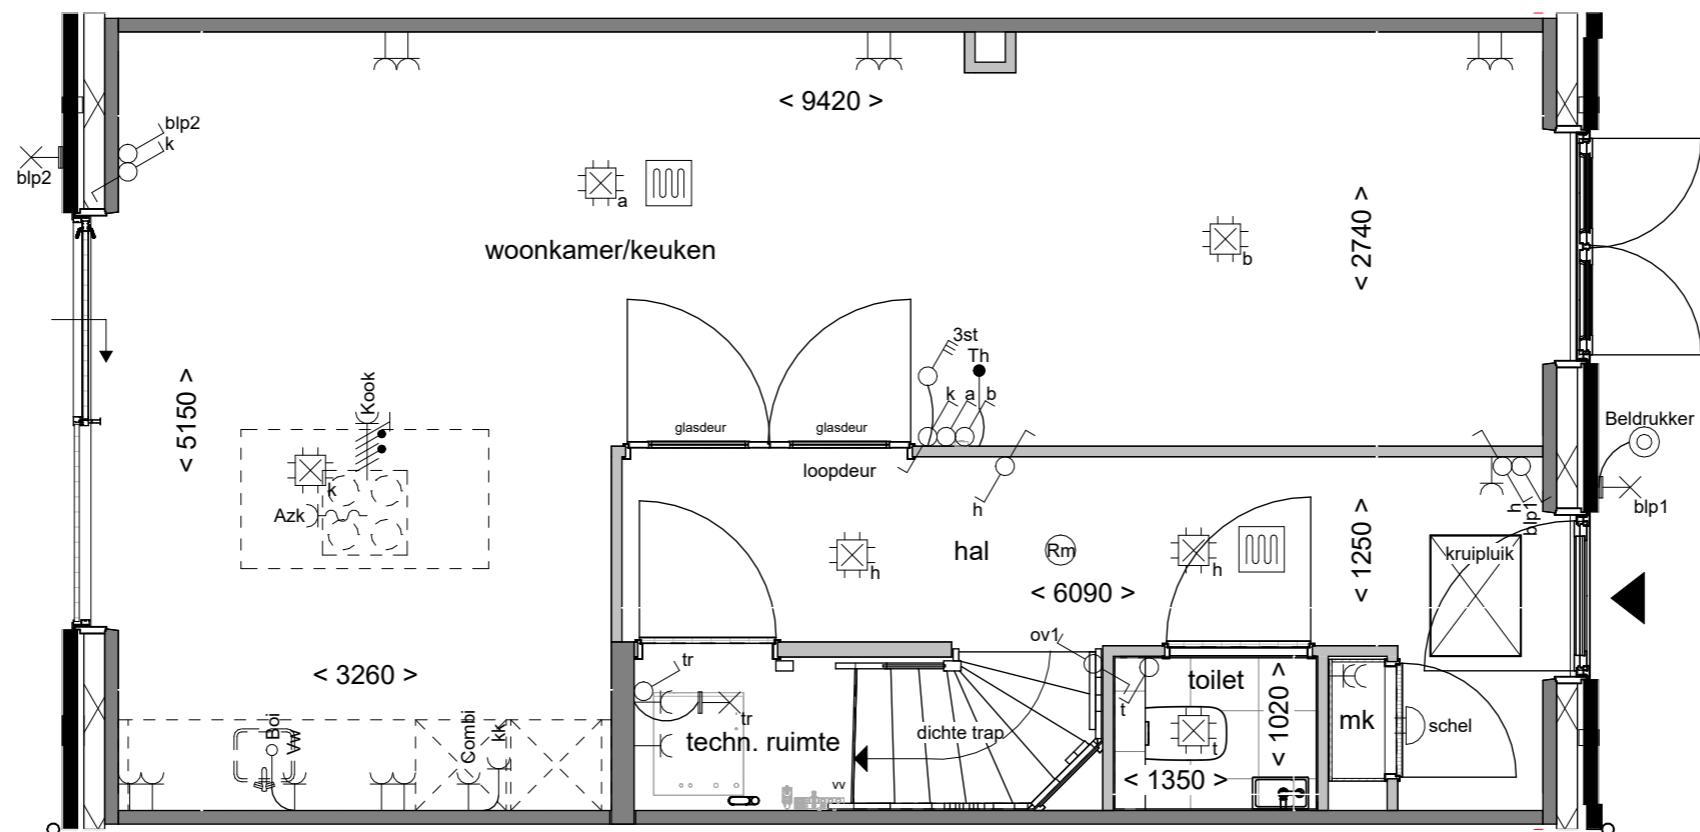 < 9420 >
blp2
k
blp2
a
woonkamer/keuken
b
< 2740 >
3st
Th
k a b
< 5150 >
Kook
glasdeur
glasdeur
Beldrukker
loopdeur
k
Azk
h
h
blp1
blp1
hal
Rm
h
h
< 1250 >
kruipluik
< 6090 >
ov1
< 3260 >
tr
tr
toilet
t
< 1020 >
mk
schel
Boi
Vw
Combi
kk
techn. ruimte
dichte trap
t
< 1350 >
vv